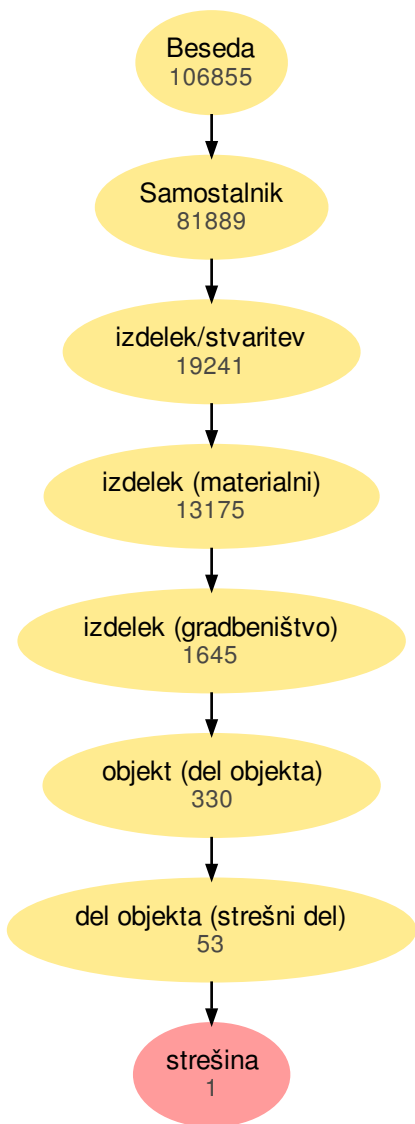 Beseda
106855
Samostalnik
81889
izdelek/stvaritev
19241
izdelek (materialni)
13175
izdelek (gradbeništvo)
1645
objekt (del objekta)
330
del objekta (strešni del)
53
strešina
1